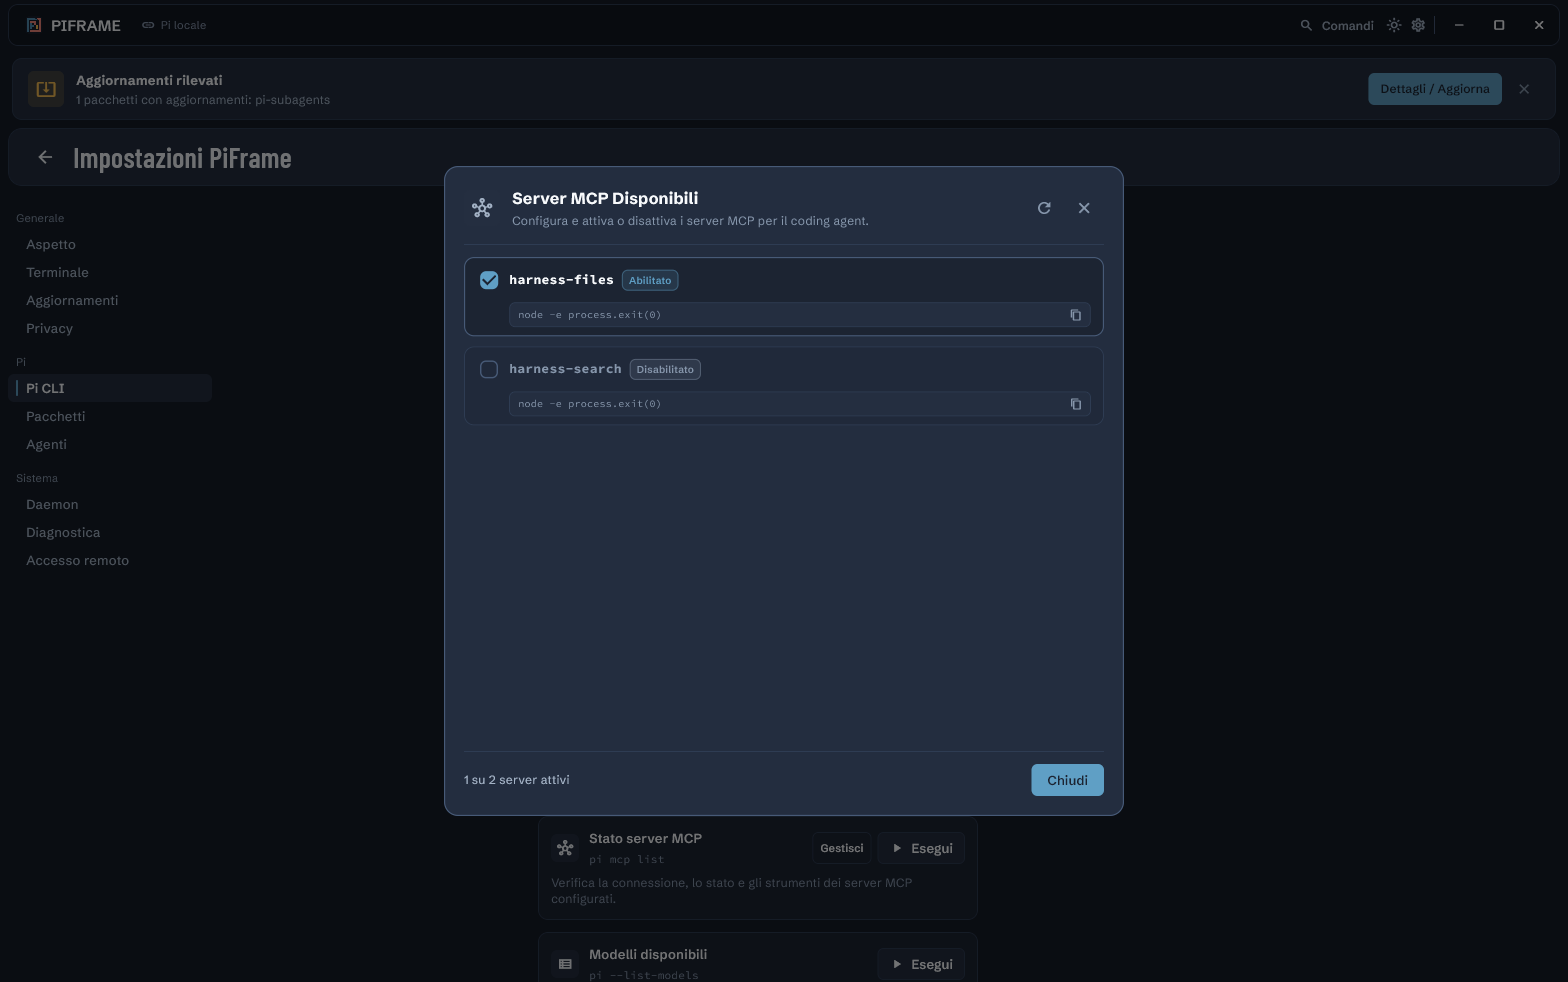 PIFRAME
Pi locale
Comandi
Aggiornamenti rilevati
1 pacchetti con aggiornamenti: pi-subagents
Dettagli / Aggiorna
Impostazioni PiFrame
Generale
Aspetto
Terminale
Aggiornamenti
Privacy
Pi
Pi CLI
Pacchetti
Agenti
Sistema
Daemon
Diagnostica
Accesso remoto
Server MCP Disponibili
Configura e attiva o disattiva i server MCP per il coding agent.
harness-files Abilitato
node -e process.exit(0)
harness-search Disabilitato
node -e process.exit(0)
1 su 2 server attivi
Chiudi
Stato server MCP
pi mcp list
Gestisci
Esegui
Verifica la connessione, lo stato e gli strumenti dei server MCP
configurati.
Modelli disponibili
pi --list-models
Esegui